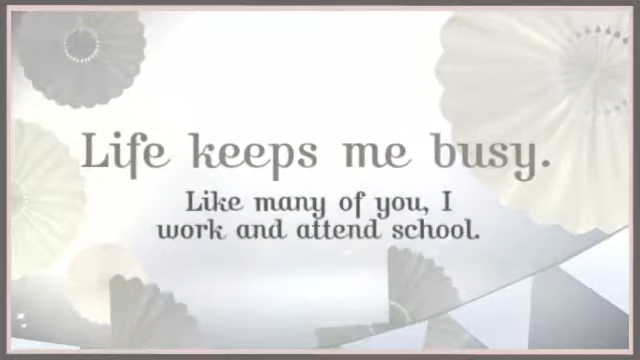 Life keeps me busy.
Like many of you, I
work and attend school.